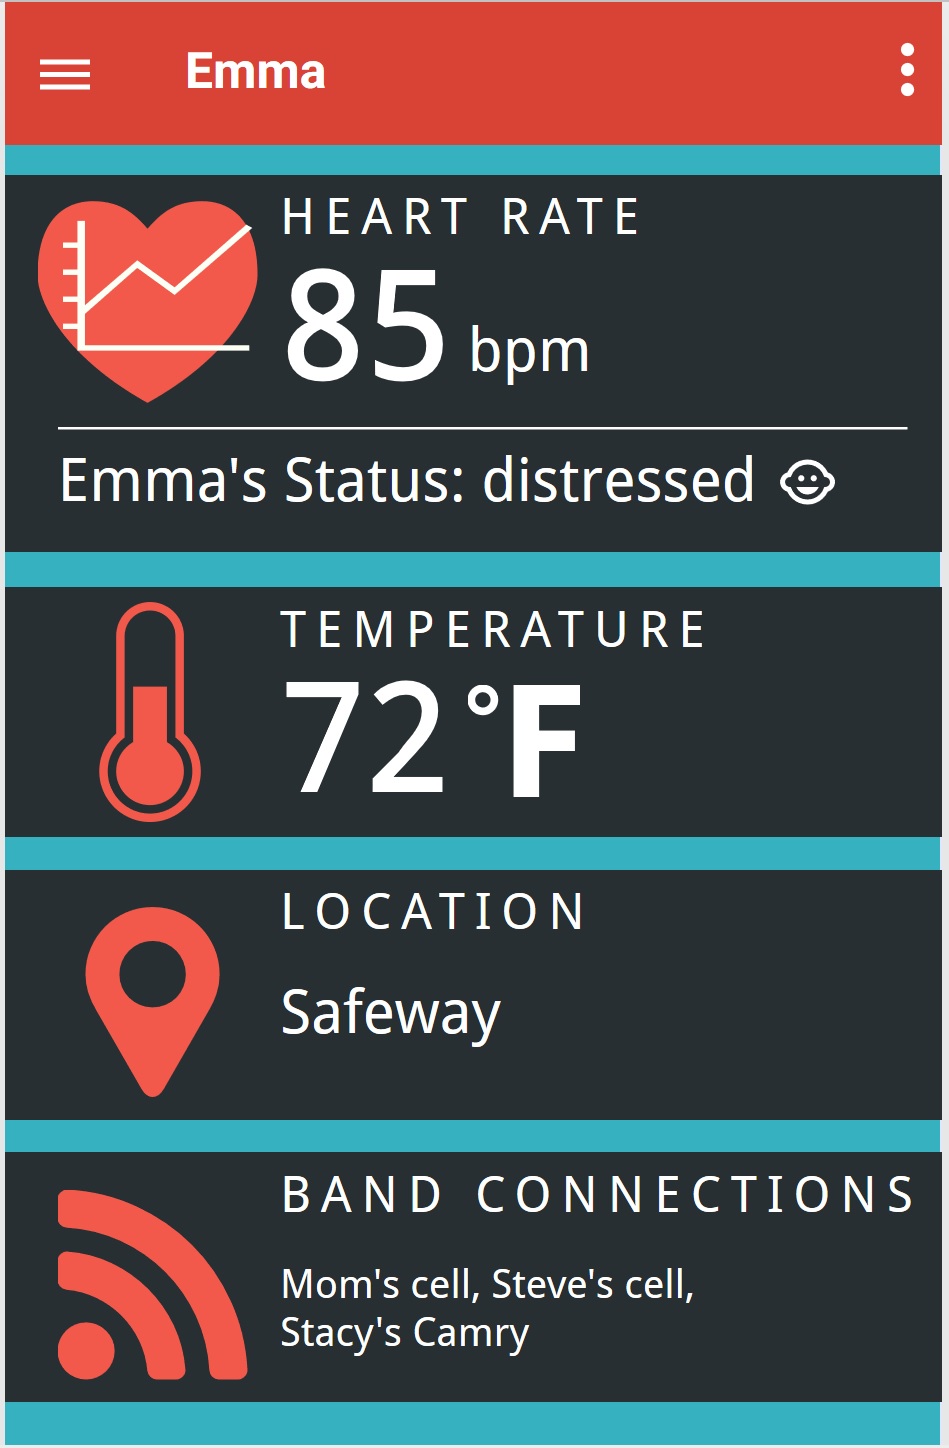 Emma
HEART RATE
85 bpm
Emma's Status: distressed
TEMPERATURE
72 °F
LOCATION
Safeway
BAND CONNECTIONS
Mom's cell, Steve's cell,
Stacy's Camry